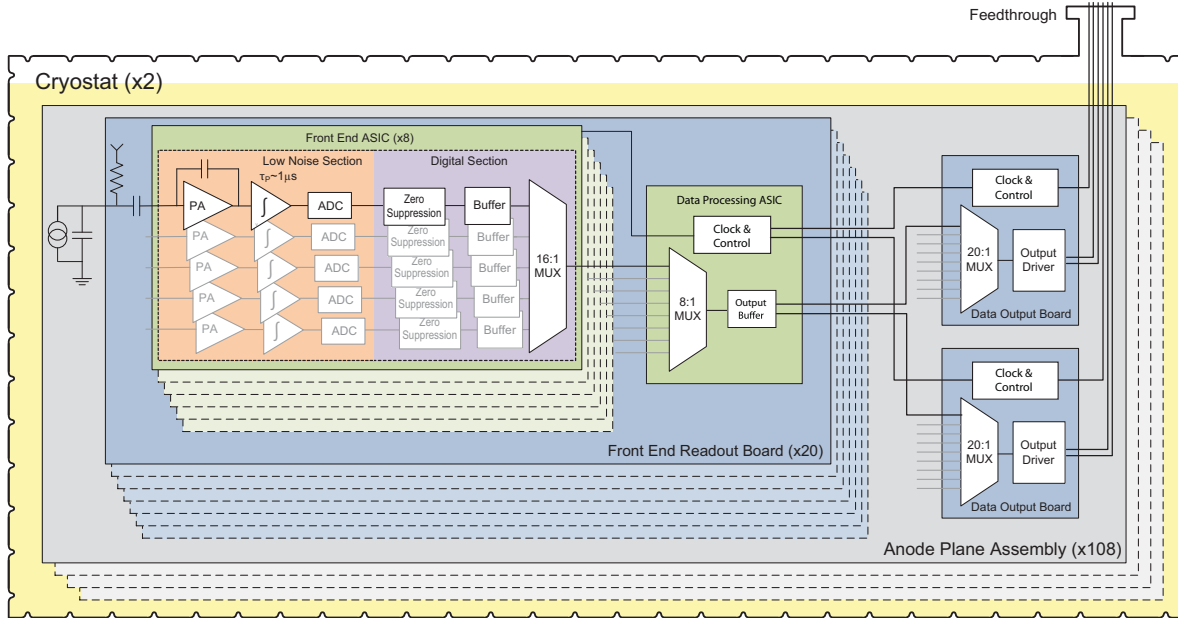 Feedthrough
Cryostat (x2)
Front End ASIC (x8)
Low Noise Section
τP~1µs
Digital Section
PA
∫
ADC
Zero
Suppression
Buffer
PA
∫
ADC
Zero
Suppression
Buffer
PA
∫
ADC
Zero
Suppression
Buffer
PA
∫
ADC
Zero
Suppression
Buffer
PA
∫
ADC
Zero
Suppression
Buffer
16:1
MUX
Data Processing ASIC
Clock &
Control
8:1
MUX
Output
Buffer
Clock &
Control
20:1
MUX
Output
Driver
Data Output Board
Clock &
Control
20:1
MUX
Output
Driver
Data Output Board
Front End Readout Board (x20)
Anode Plane Assembly (x108)